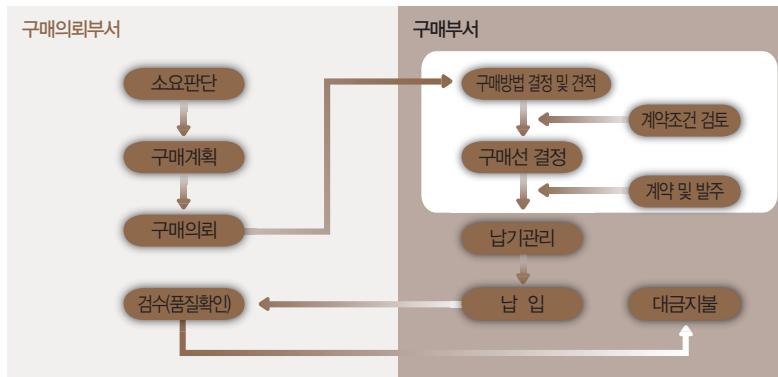 구매의뢰부서
소요판단
구매계획
구매의뢰
검수(품질확인)
구매부서
구매방법 결정 및 견적
계약조건 검토
구매선 결정
계약 및 발주
납기관리
납 입
대금지불